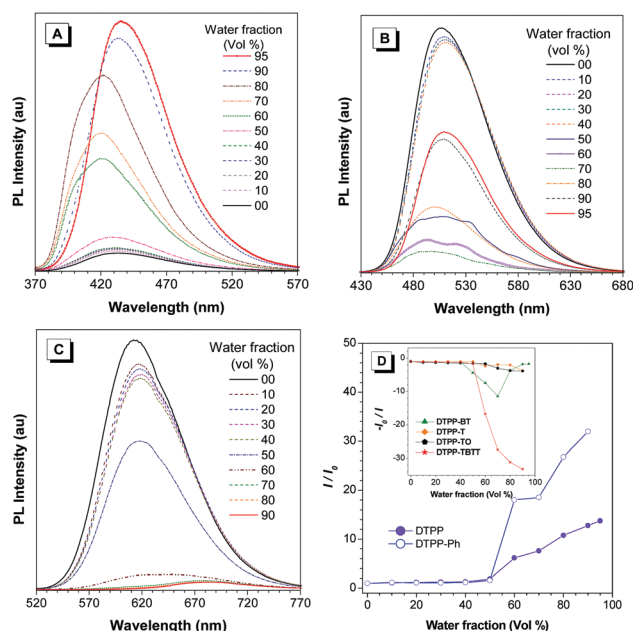 A
Water fraction
(Vol %)
95
90
80
70
60
50
40
30
20
10
00
PL Intensity (au)
370 420 470 520 570
Wavelength (nm)
B
Water fraction
(Vol %)
00
10
20
30
40
50
60
70
80
90
95
PL Intensity (au)
430 480 530 580 630 680
Wavelength (nm)
C
Water fraction
(vol %)
00
10
20
30
40
50
60
70
80
90
PL Intensity (au)
520 570 620 670 720 770
Wavelength (nm)
D
0
-10
-20
-30
-I0 / I
DTPP-BT
DTPP-T
DTPP-TO
DTPP-TBTT
0 20 40 60 80 100
Water fraction (Vol %)
50
40
30
20
10
0
I / I0
DTPP
DTPP-Ph
0 20 40 60 80 100
Water fraction (Vol %)